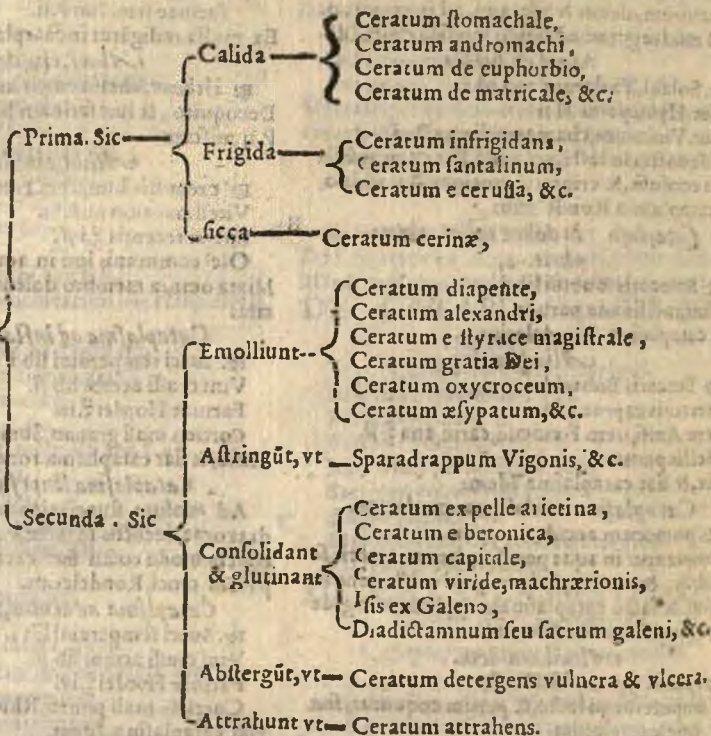 Prima. Sic
Calida
Ceratum ſtomachale,
Ceratum andromachi,
Ceratum de euphorbio,
Ceratum de matricale, &c.
Frigida
Ceratum infrigidans,
Ceratum ſantalinum,
Ceratum e ceruſſa, &c.
ſicca
Ceratum cerinæ,
Secunda. Sic
Emolliunt
Ceratum diapente,
Ceratum alexandri,
Ceratum e ſtyrace magiſtrale,
Ceratum gratia Dei,
Ceratum oxycroceum,
Ceratum æſypatum, &c.
Aſtringūt, vt
Sparadrappum Vigonis, &c.
Conſolidant
& glutinant
Ceratum ex pelle arietina,
Ceratum e betonica,
Ceratum capitale,
Ceratum viride, machrærionis,
Iſis ex Galeno,
Diadictamnum ſeu ſacrum galeni, &c.
Abſtergūt, vt
Ceratum detergens vulnera & vlcera.
Attrahunt vt
Ceratum attrahens.